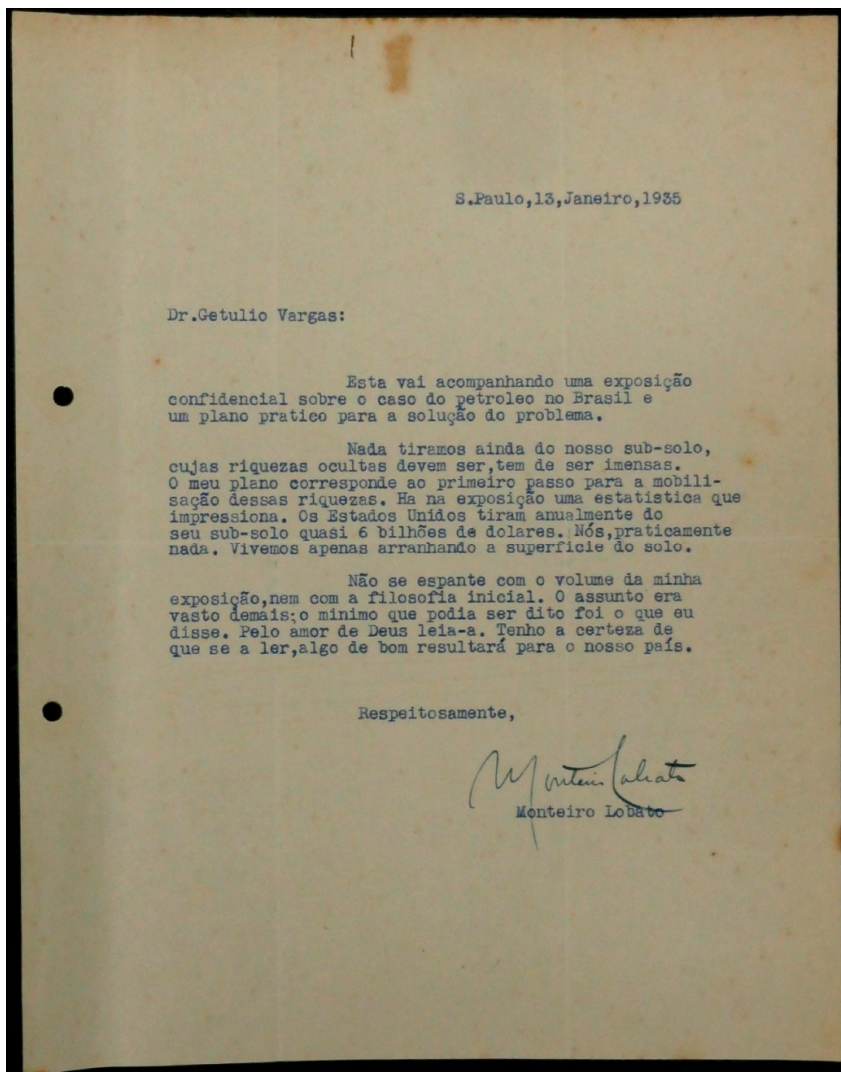 S.Paulo,13,Janeiro,1935
Dr.Getulio Vargas:
Esta vai acompanhando uma exposição
confidencial sobre o caso do petroleo no Brasil e
um plano pratico para a solução do problema.
Nada tiramos ainda do nosso sub-solo,
cujas riquezas ocultas devem ser,tem de ser imensas.
O meu plano corresponde ao primeiro passo para a mobili-
sação dessas riquezas. Ha na exposição uma estatistica que
impressiona. Os Estados Unidos tiram anualmente do
seu sub-solo quasi 6 bilhões de dolares. Nós,praticamente
nada. Vivemos apenas arranhando a superficie do solo.
Não se espante com o volume da minha
exposição,nem com a filosofia inicial. O assunto era
vasto demais;o minimo que podia ser dito foi o que eu
disse. Pelo amor de Deus leia-a. Tenho a certeza de
que se a ler,algo de bom resultará para o nosso país.
Respeitosamente,
Monteiro Lobato
Monteiro Lobato